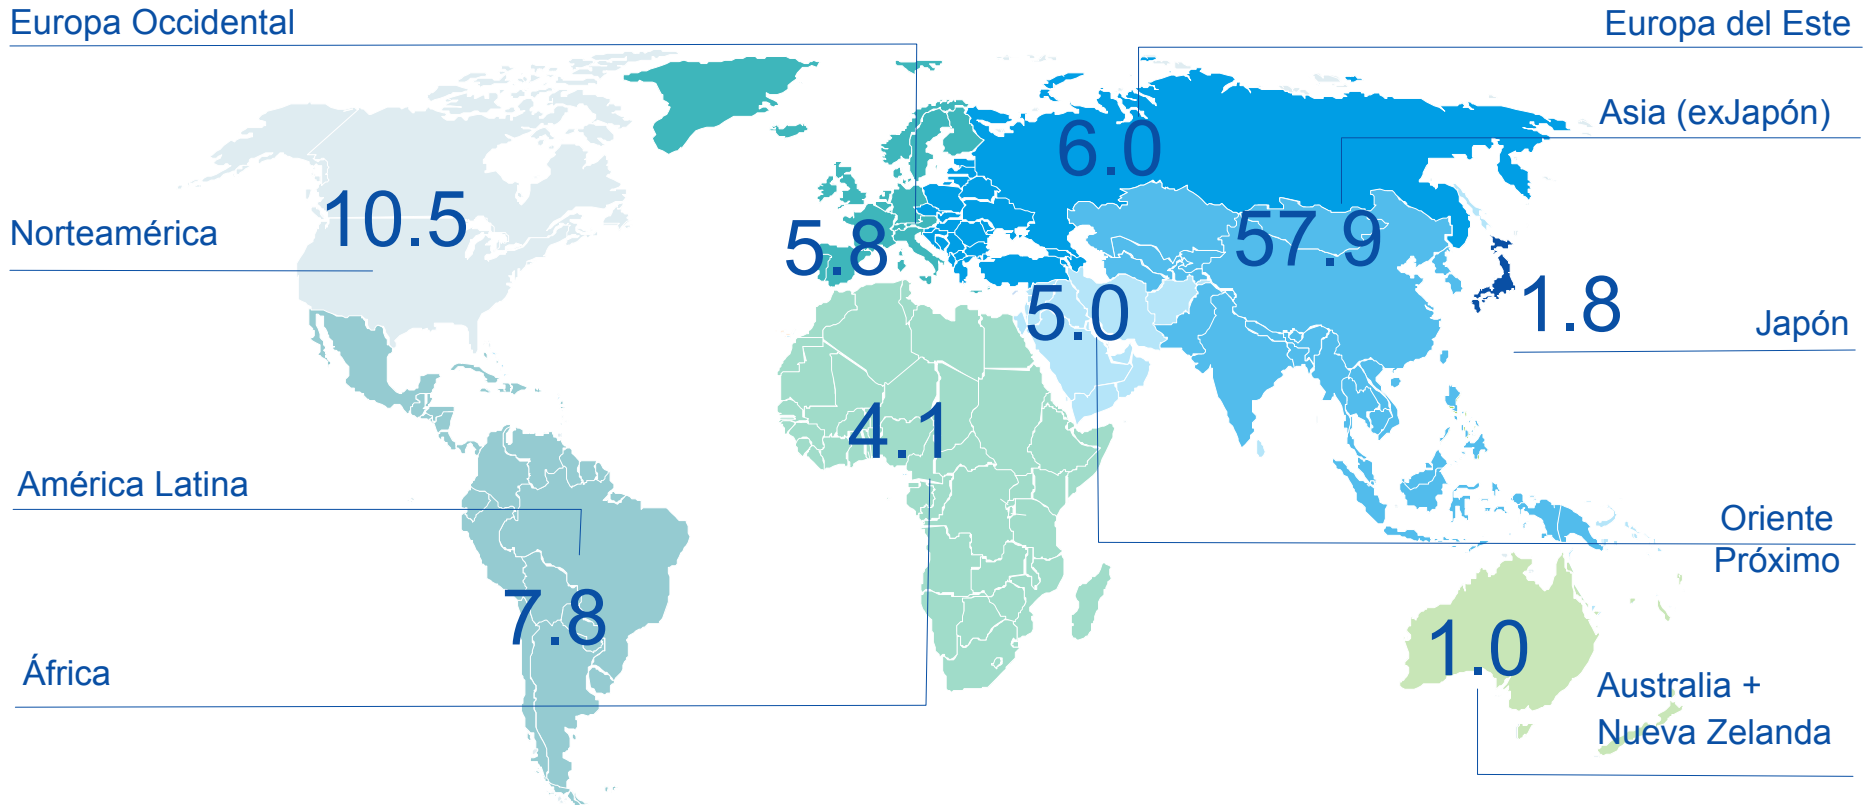 Europa Occidental
Europa del Este
Asia (exJapón)
6.0
10.5
Norteamérica
5.8
57.9
5.0
1.8
Japón
4.1
América Latina
Oriente
Próximo
7.8
1.0
África
Australia +
Nueva Zelanda